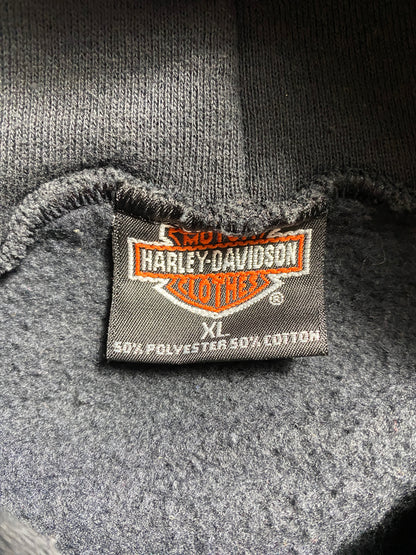 MOTOR
HARLEY-DAVIDSON
CLOTHES
®
XL
50% POLYESTER 50% COTTON